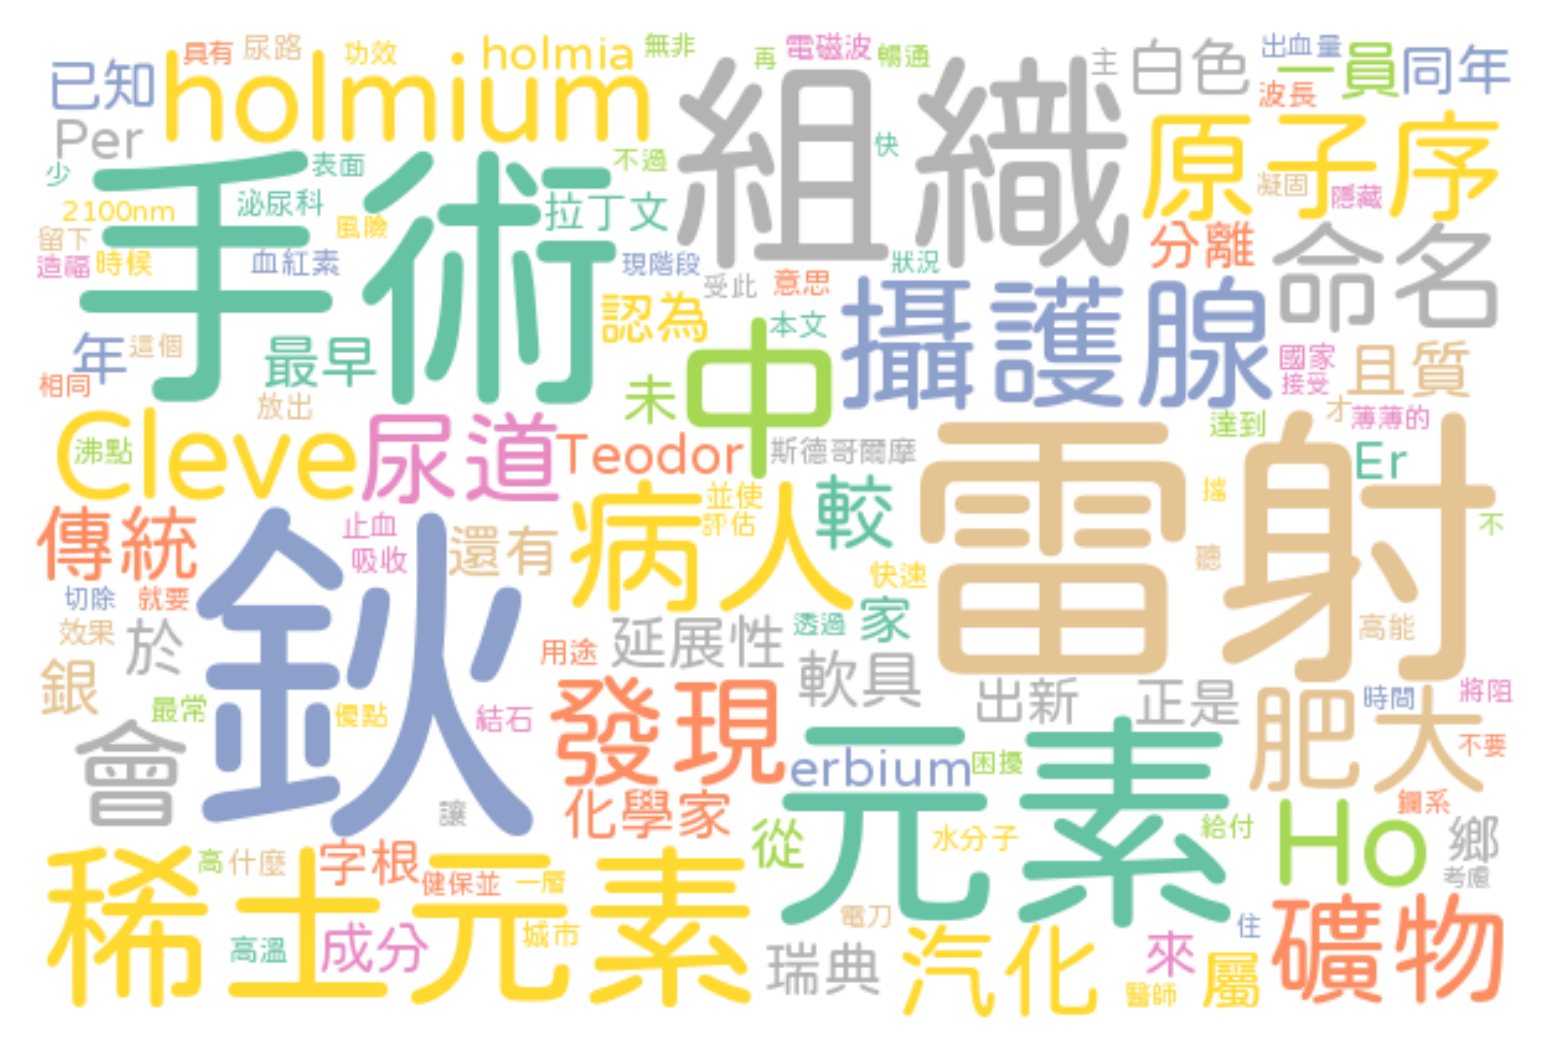 具有
尿路
功效
holmia
無非
再
電磁波
暢通
主
白色
出血量
一員
同年
已知
holmium
組織
波長
Per
原子序
少
手術
表面
不過
快
凝固
隱藏
2100nm
泌尿科
風險
拉丁文
分離
命名
留下
造福
時候
血紅素
現階段
受此
意思
狀況
認為
本文
攝護腺
年
這個
最早
中
國家
接受
且質
相同
放出
未
達到
才
薄薄的
Cleve
沸點
尿道
Teodor
斯德哥爾摩
雷射
Er
傳統
止血
吸收
還有
病人
並使
評估
較
擋
不
聽
切除
就要
鈥
快速
效果
於
用途
延展性
透過
家
高能
銀
最常
優點
結石
發現
軟具
出新
正是
肥大
時間
將阻
不要
會
讓
化學家
erbium
困擾
元素
鑭系
從
水分子
給付
Ho
鄉
考慮
高
什麼
字根
健保並
一層
稀土元素
高溫
成分
城市
電刀
瑞典
汽化
來
住
醫師
屬
礦物